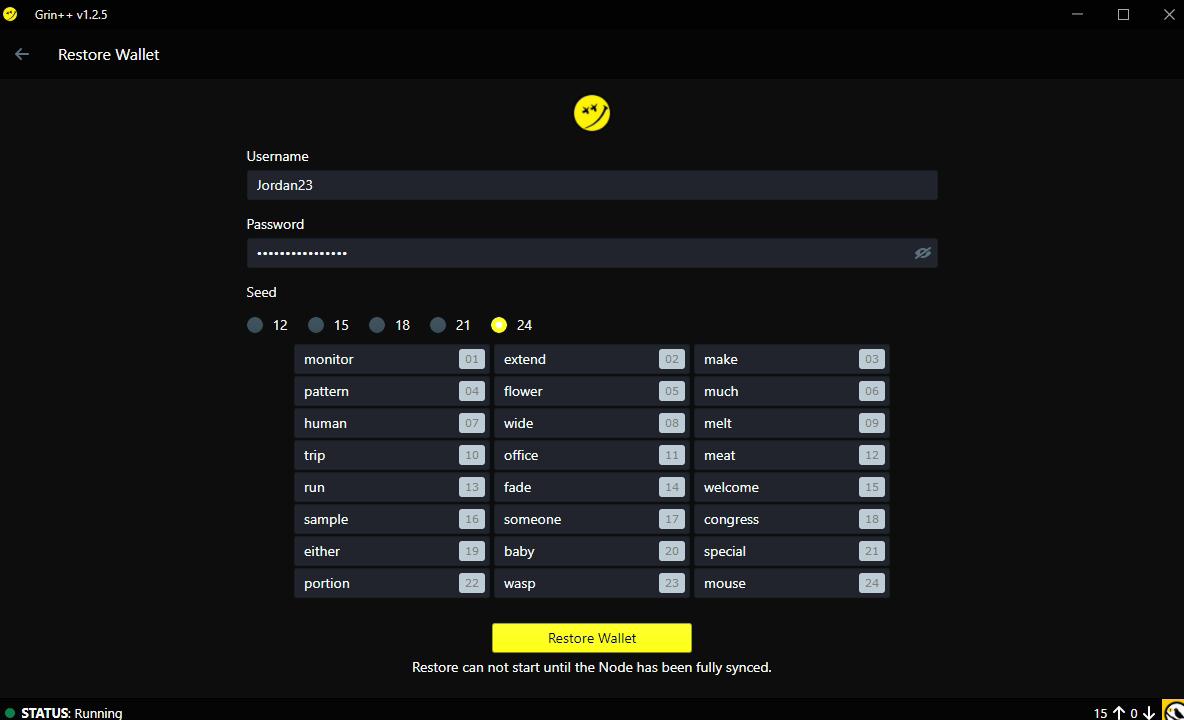 Grin++ v1.2.5
Restore Wallet
Username
Jordan23
Password
••••••••••••••••
Seed
12 15 18 21 24
monitor 01 extend 02 make 03
pattern 04 flower 05 much 06
human 07 wide 08 melt 09
trip 10 office 11 meat 12
run 13 fade 14 welcome 15
sample 16 someone 17 congress 18
either 19 baby 20 special 21
portion 22 wasp 23 mouse 24
Restore Wallet
Restore can not start until the Node has been fully synced.
STATUS: Running 15 ↑ 0 ↓